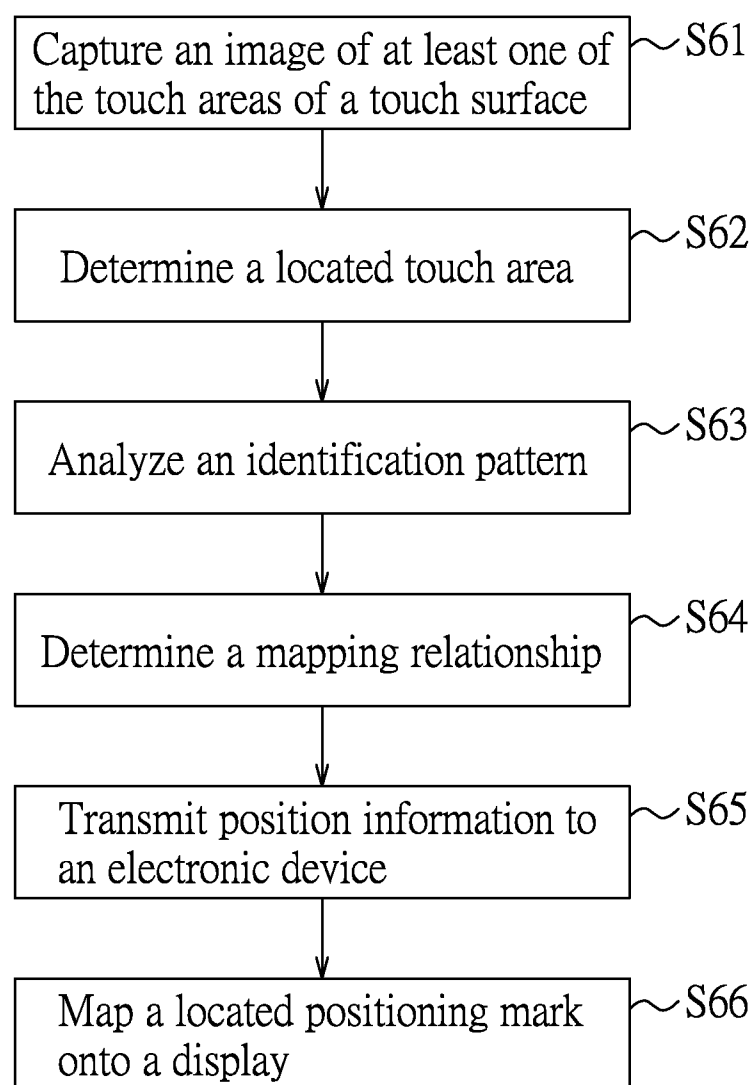 Capture an image of at least one of
the touch areas of a touch surface
S61
Determine a located touch area
S62
Analyze an identification pattern
S63
Determine a mapping relationship
S64
Transmit position information to
an electronic device
S65
Map a located positioning mark
onto a display
S66